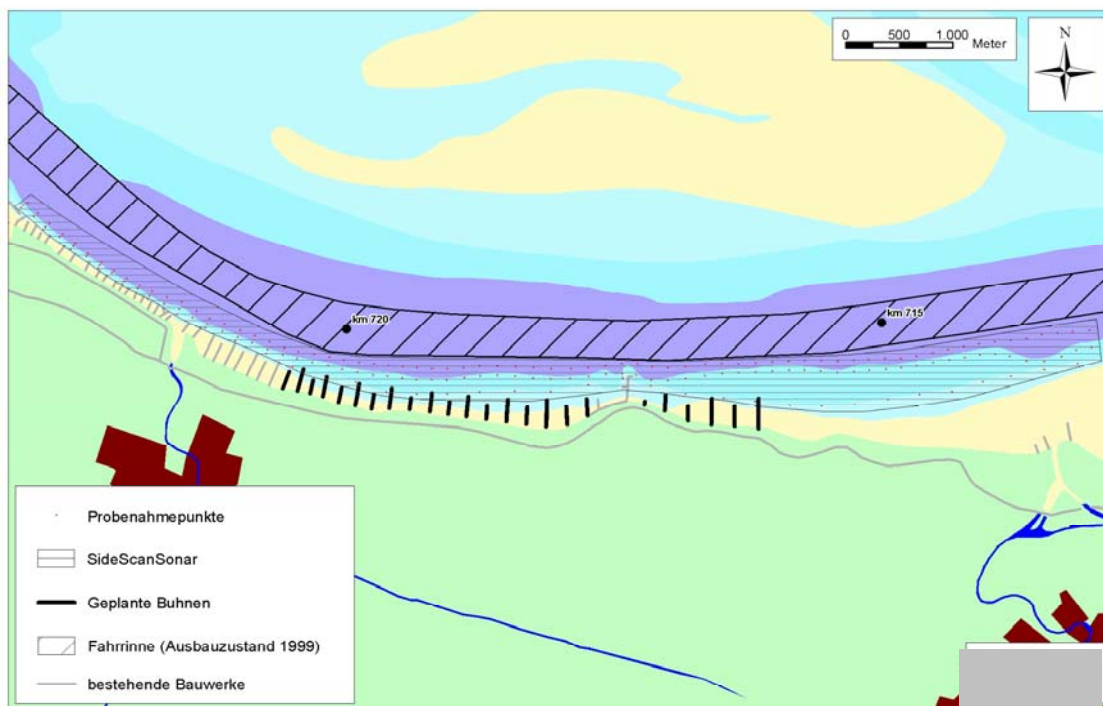 0 500 1.000 Meter
N
km 720
km 715
Probenahmepunkte
SideScanSonar
Geplante Buhnen
Fahrrinne (Ausbauzustand 1999)
bestehende Bauwerke